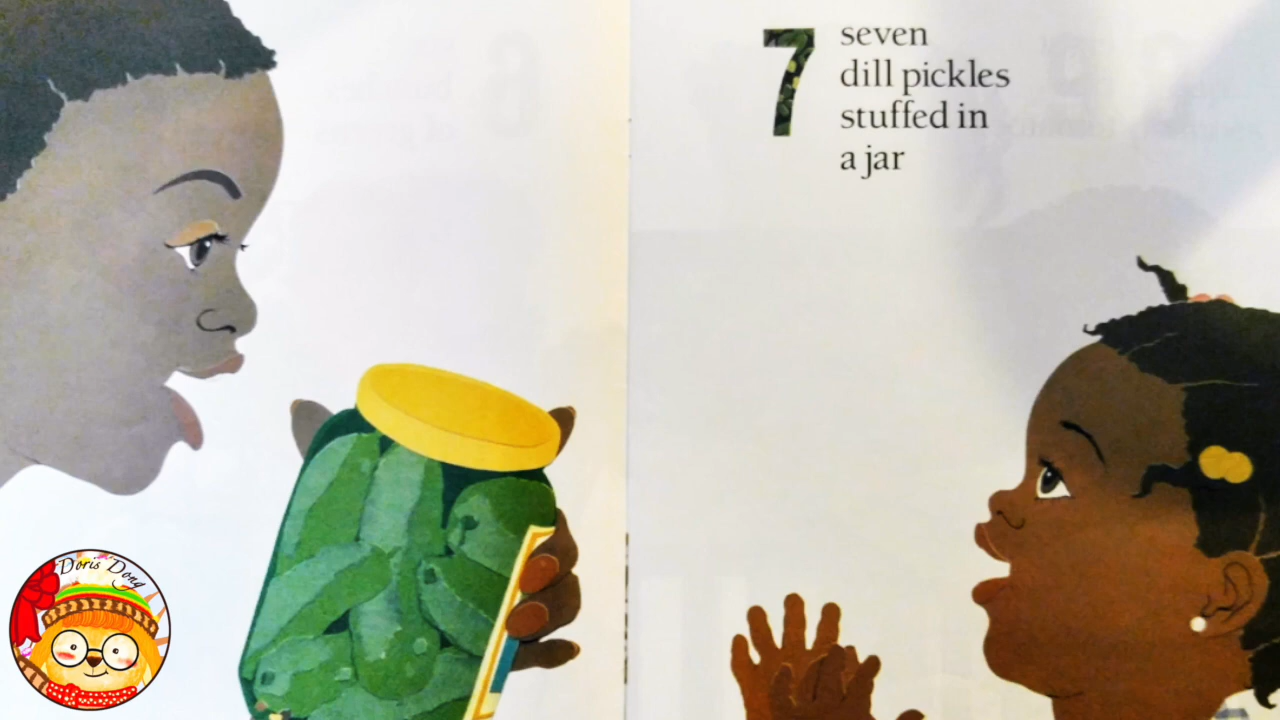 7 seven
dill pickles
stuffed in
a jar
Doris Dong